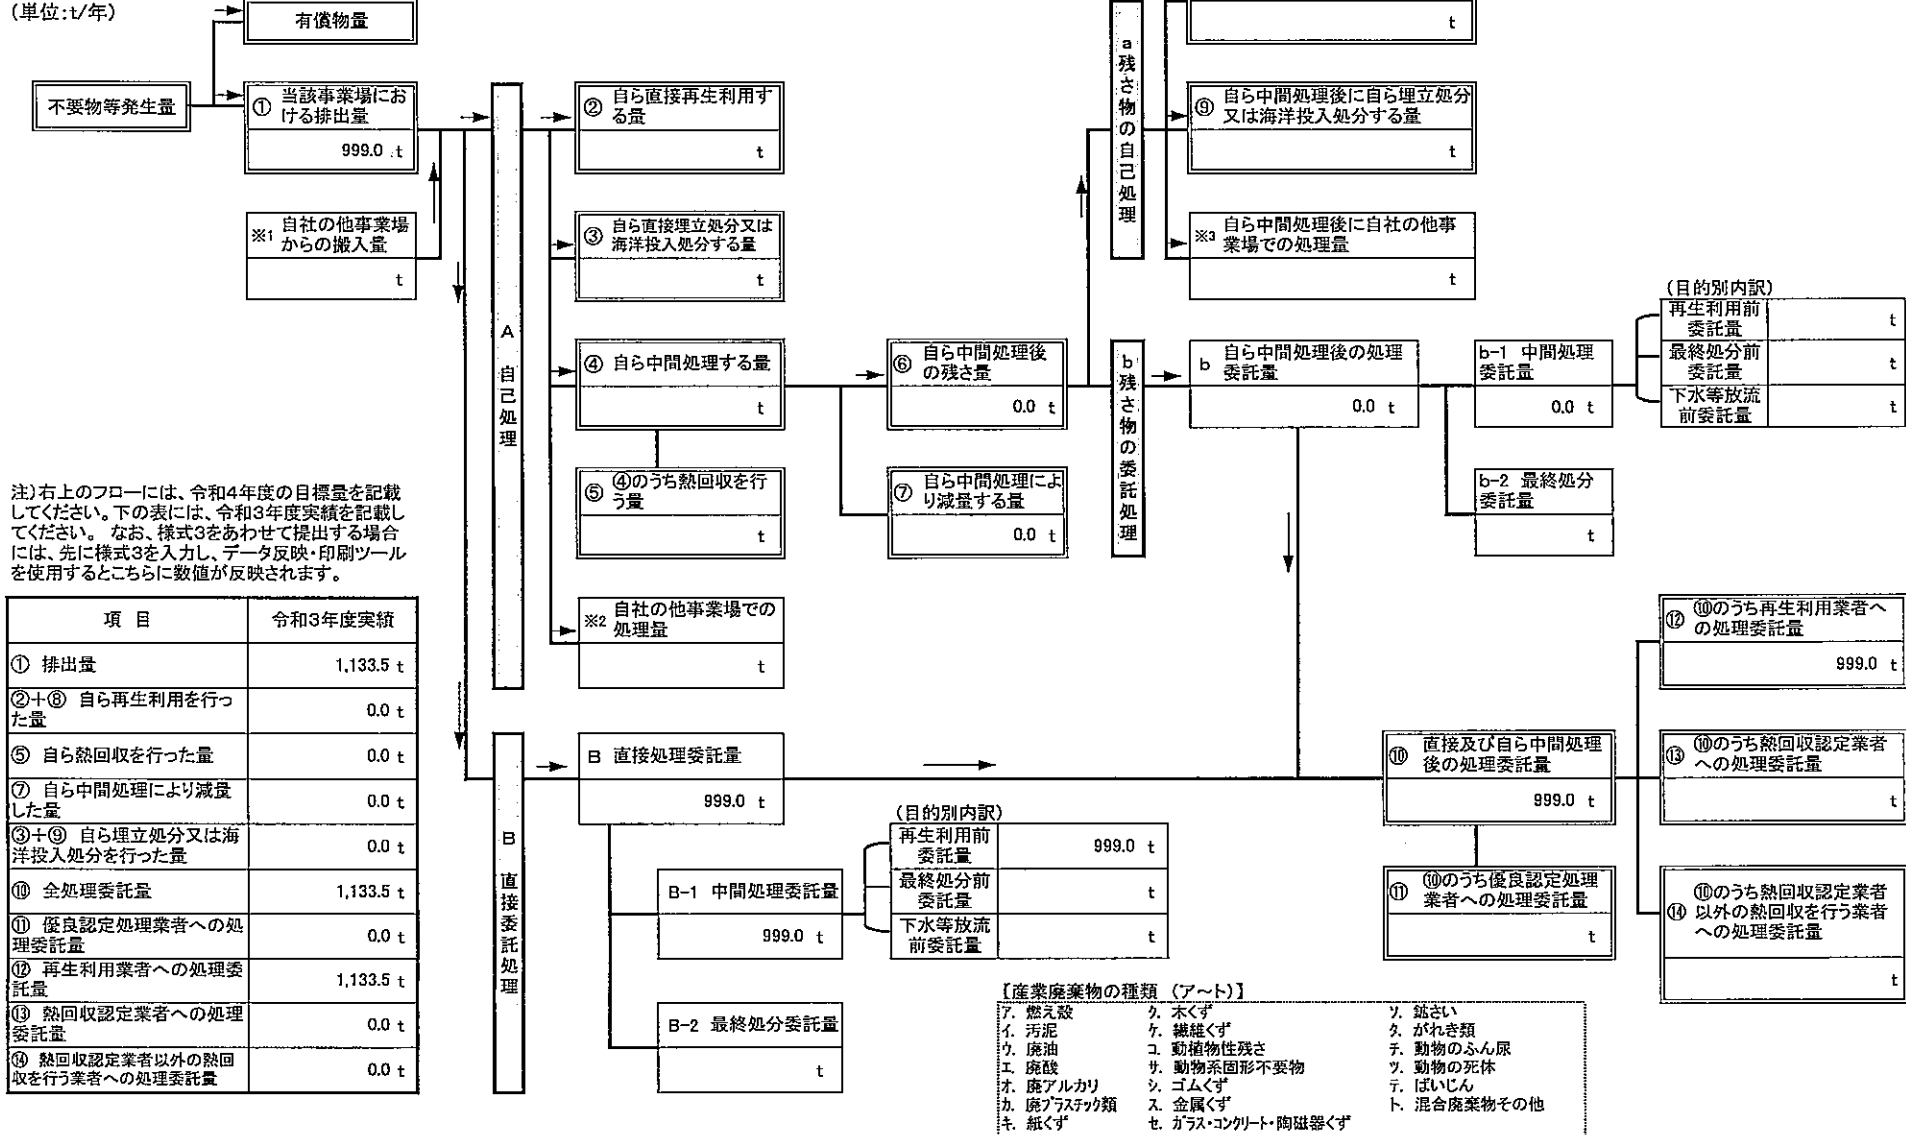 (単位:t/年)
有償物量
t
不要物等発生量
① 当該事業場にお
ける排出量
999.0 t
※1 自社の他事業場
からの搬入量
t
A 自己処理
② 自ら直接再生利用す
る量
t
③ 自ら直接埋立処分又は
海洋投入処分する量
t
④ 自ら中間処理する量
t
⑤ ④のうち熱回収を行
う量
t
※2 自社の他事業場での
処理量
t
⑥ 自ら中間処理後
の残さ量
0.0 t
⑦ 自ら中間処理によ
り減量する量
0.0 t
a 残さ物の自己処理
⑨ 自ら中間処理後に自ら埋立処分
又は海洋投入処分する量
t
※3 自ら中間処理後に自社の他事
業場での処理量
t
b 残さ物の委託処理
b 自ら中間処理後の処理
委託量
0.0 t
b-1 中間処理
委託量
0.0 t
b-2 最終処分
委託量
t
(目的別内訳)
再生利用前
委託量
t
最終処分前
委託量
t
下水等放流
前委託量
t
注)右上のフローには、令和4年度の目標量を記載
してください。下の表には、令和3年度実績を記載し
てください。 なお、様式3をあわせて提出する場合
には、先に様式3を入力し、データ反映・印刷ツール
を使用するとこちらに数値が反映されます。
項 目 令和3年度実績
① 排出量 1,133.5 t
②+⑧ 自ら再生利用を行っ
た量 0.0 t
⑤ 自ら熱回収を行った量 0.0 t
⑦ 自ら中間処理により減量
した量 0.0 t
③+⑨ 自ら埋立処分又は海
洋投入処分を行った量 0.0 t
⑩ 全処理委託量 1,133.5 t
⑪ 優良認定処理業者への処
理委託量 0.0 t
⑫ 再生利用業者への処理委
託量 1,133.5 t
⑬ 熱回収認定業者への処理
委託量 0.0 t
⑭ 熱回収認定業者以外の熱回
収を行う業者への処理委託量 0.0 t
B 直接委託処理
B 直接処理委託量
999.0 t
B-1 中間処理委託量
999.0 t
B-2 最終処分委託量
t
(目的別内訳)
再生利用前
委託量
999.0 t
最終処分前
委託量
t
下水等放流
前委託量
t
⑩ 直接及び自ら中間処理
後の処理委託量
999.0 t
⑪ ⑩のうち優良認定処理
業者への処理委託量
t
⑫ ⑩のうち再生利用業者へ
の処理委託量
999.0 t
⑬ ⑩のうち熱回収認定業者
への処理委託量
t
⑭ ⑩のうち熱回収認定業者
以外の熱回収を行う業者
への処理委託量
t
【産業廃棄物の種類 (ア~ト)】
ア. 燃え殻 ク. 木くず ソ. 鉱さい
イ. 汚泥 ケ. 繊維くず タ. がれき類
ウ. 廃油 コ. 動植物性残さ チ. 動物のふん尿
エ. 廃酸 サ. 動物系固形不要物 ツ. 動物の死体
オ. 廃アルカリ シ. ゴムくず テ. ばいじん
カ. 廃プラスチック類 ス. 金属くず ト. 混合廃棄物その他
キ. 紙くず セ. ガラス・コンクリート・陶磁器くず